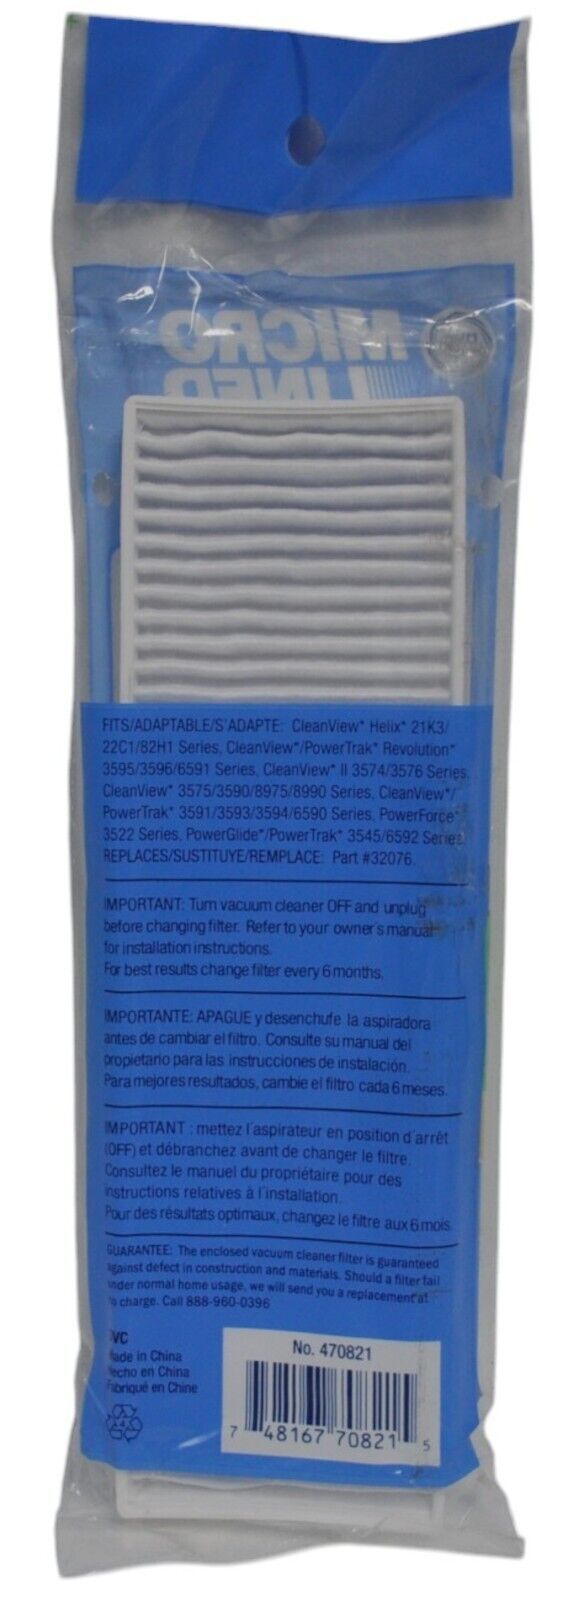 MICRO
LINER
FITS/ADAPTABLE/S'ADAPTE: CleanView* Helix* 21K3/
22C1/82H1 Series, CleanView*/PowerTrak* Revolution*
3595/3596/6591 Series, CleanView* II 3574/3576 Series,
CleanView* 3575/3590/8975/8990 Series, CleanView*/
PowerTrak* 3591/3593/3594/6590 Series, PowerForce*
3522 Series, PowerGlide*/PowerTrak* 3545/6592 Series
REPLACES/SUSTITUYE/REMPLACE: Part #32076.
IMPORTANT: Turn vacuum cleaner OFF and unplug
before changing filter. Refer to your owner's manual
for installation instructions.
For best results change filter every 6 months.
IMPORTANTE: APAGUE y desenchufe la aspiradora
antes de cambiar el filtro. Consulte su manual del
propietario para las instrucciones de instalación.
Para mejores resultados, cambie el filtro cada 6 meses.
IMPORTANT : mettez l'aspirateur en position d'arrêt
(OFF) et débranchez avant de changer le filtre.
Consultez le manuel du propriétaire pour des
instructions relatives à l'installation.
Pour des résultats optimaux, changez le filtre aux 6 mois.
GUARANTEE: The enclosed vacuum cleaner filter is guaranteed
against defect in construction and materials. Should a filter fail
under normal home usage, we will send you a replacement at
no charge. Call 888-960-0396
DVC
Made in China
Hecho en China
Fabriqué en Chine
No. 470821
7 48167 70821 5